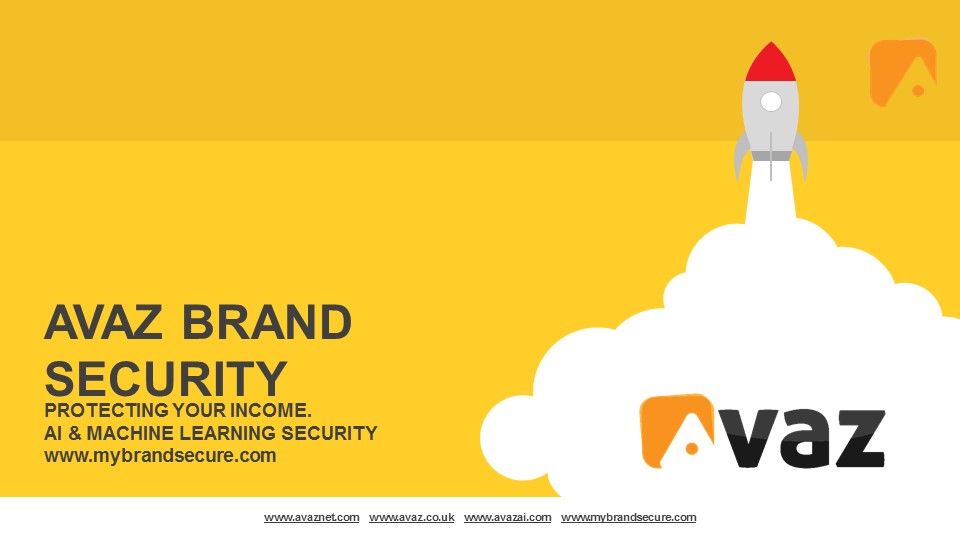 AVAZ BRAND
SECURITY
PROTECTING YOUR INCOME.
AI & MACHINE LEARNING SECURITY
www.mybrandsecure.com
Avaz
www.avaznet.com www.avaz.co.uk www.avazai.com www.mybrandsecure.com